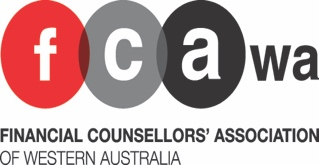 fcawa
FINANCIAL COUNSELLORS' ASSOCIATION
OF WESTERN AUSTRALIA